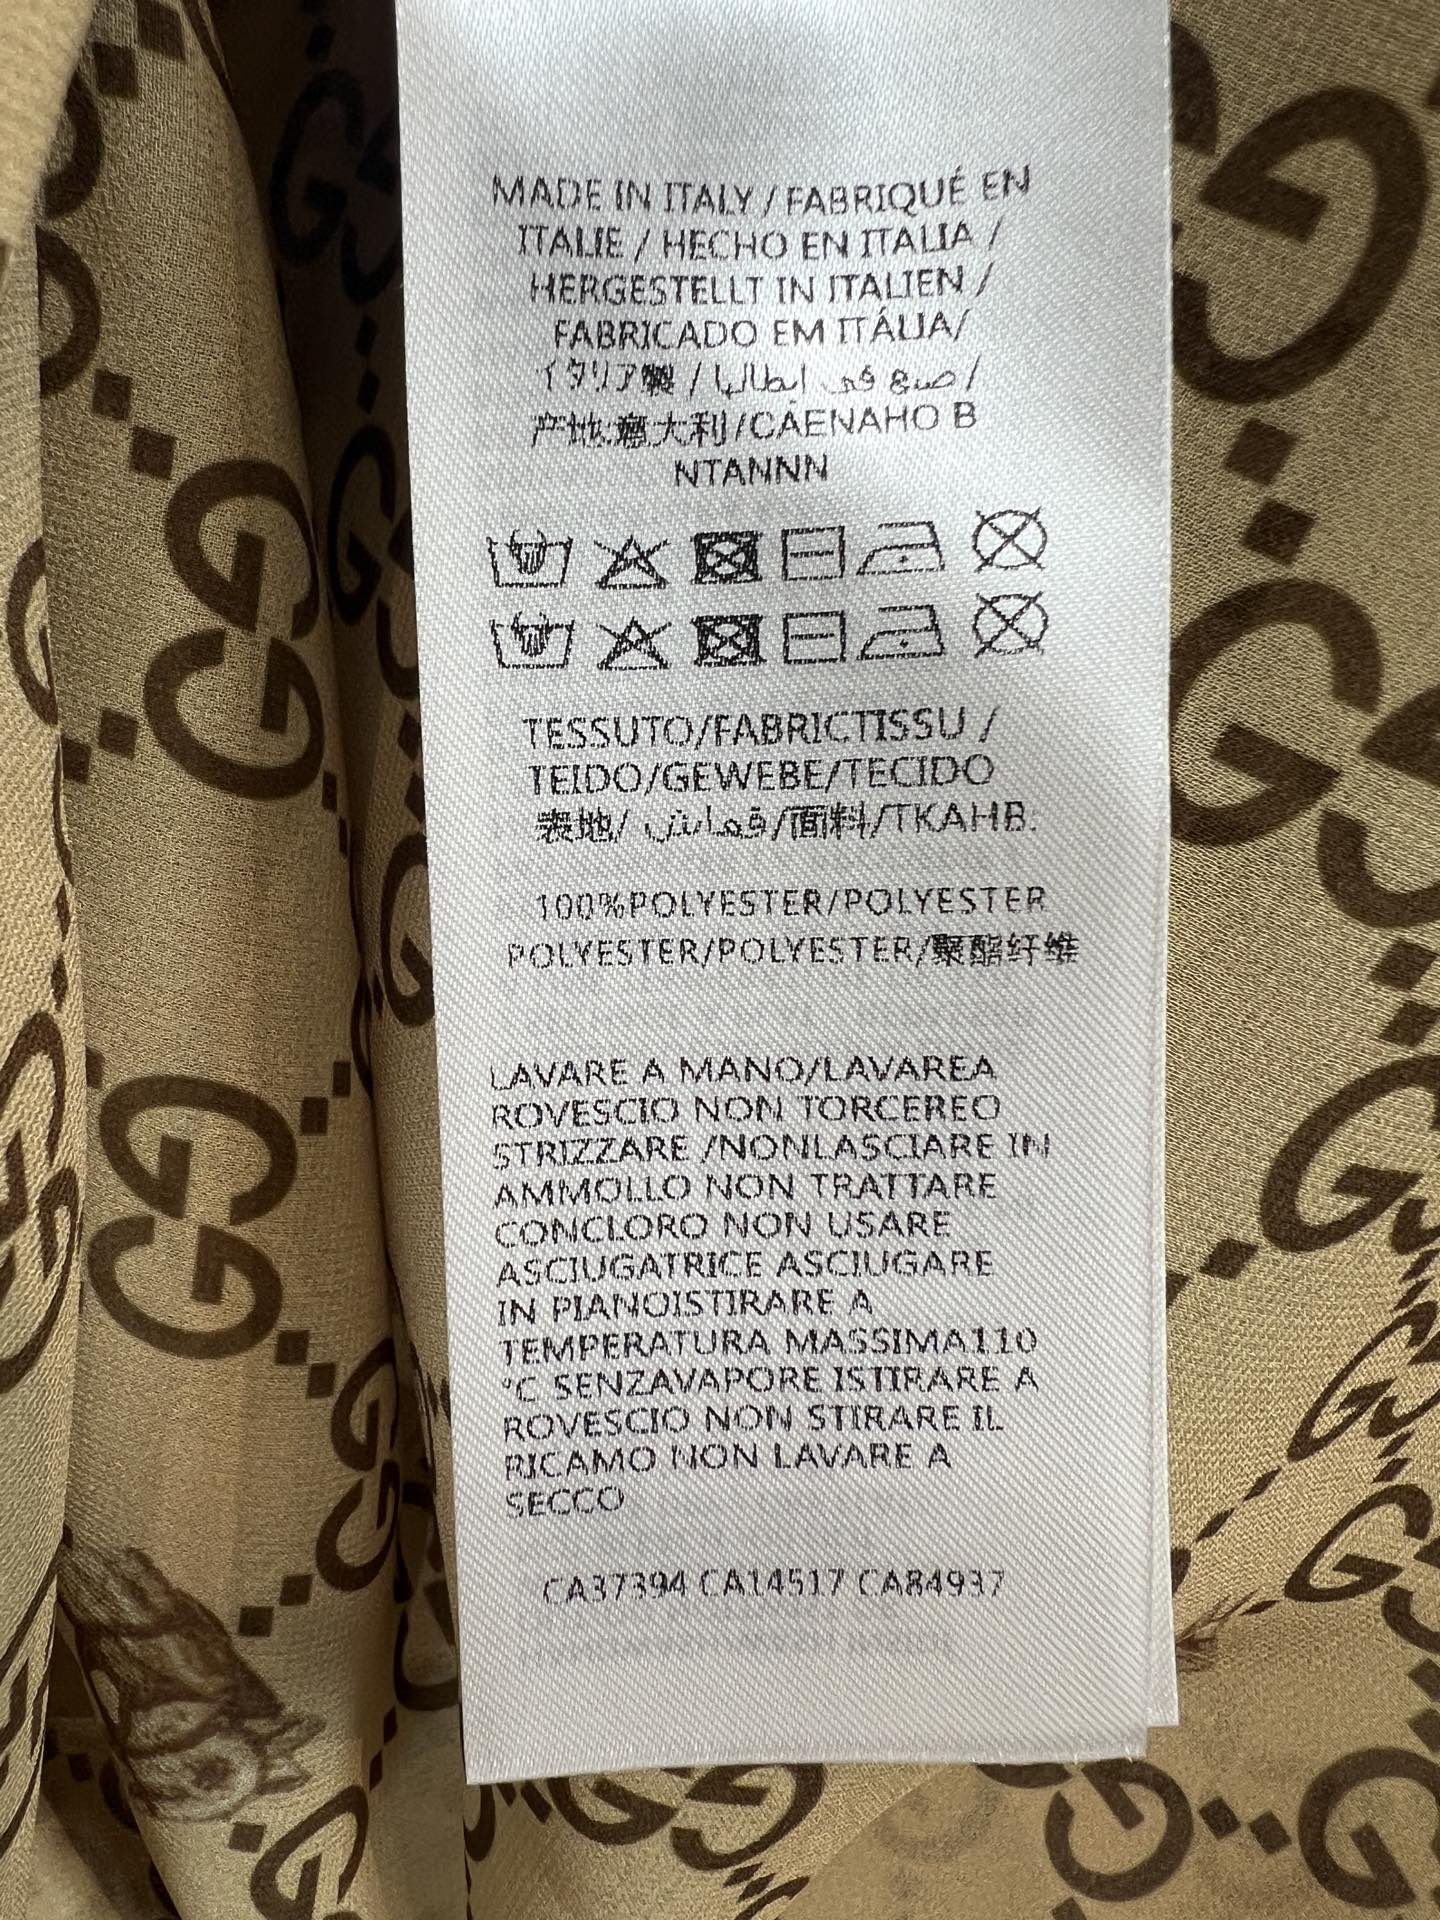 MADE IN ITALY / FABRIQUÉ EN
ITALIE / HECHO EN ITALIA /
HERGESTELLT IN ITALIEN /
FABRICADO EM ITÁLIA/
イタリア製 / صنع في إيطاليا /
产地:意大利/CAENAHO B
NTANNN
TESSUTO/FABRICTISSU /
TEIDO/GEWEBE/TECIDO
表地/ قماش/面料/TKAHB.
100%POLYESTER/POLYESTER
POLYESTER/POLYESTER/聚酯纤维
LAVARE A MANO/LAVAREA
ROVESCIO NON TORCEREO
STRIZZARE /NONLASCIARE IN
AMMOLLO NON TRATTARE
CONCLORO NON USARE
ASCIUGATRICE ASCIUGARE
IN PIANOISTIRARE A
TEMPERATURA MASSIMA110
°C SENZAVAPORE ISTIRARE A
ROVESCIO NON STIRARE IL
RICAMO NON LAVARE A
SECCO
CA37394 CA14517 CA84937